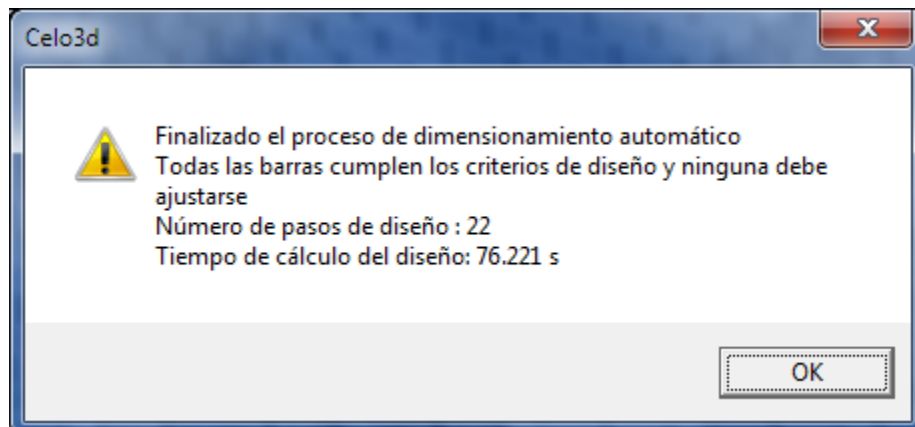 Celo3d
Finalizado el proceso de dimensionamiento automático
Todas las barras cumplen los criterios de diseño y ninguna debe
ajustarse
Número de pasos de diseño : 22
Tiempo de cálculo del diseño: 76.221 s
OK